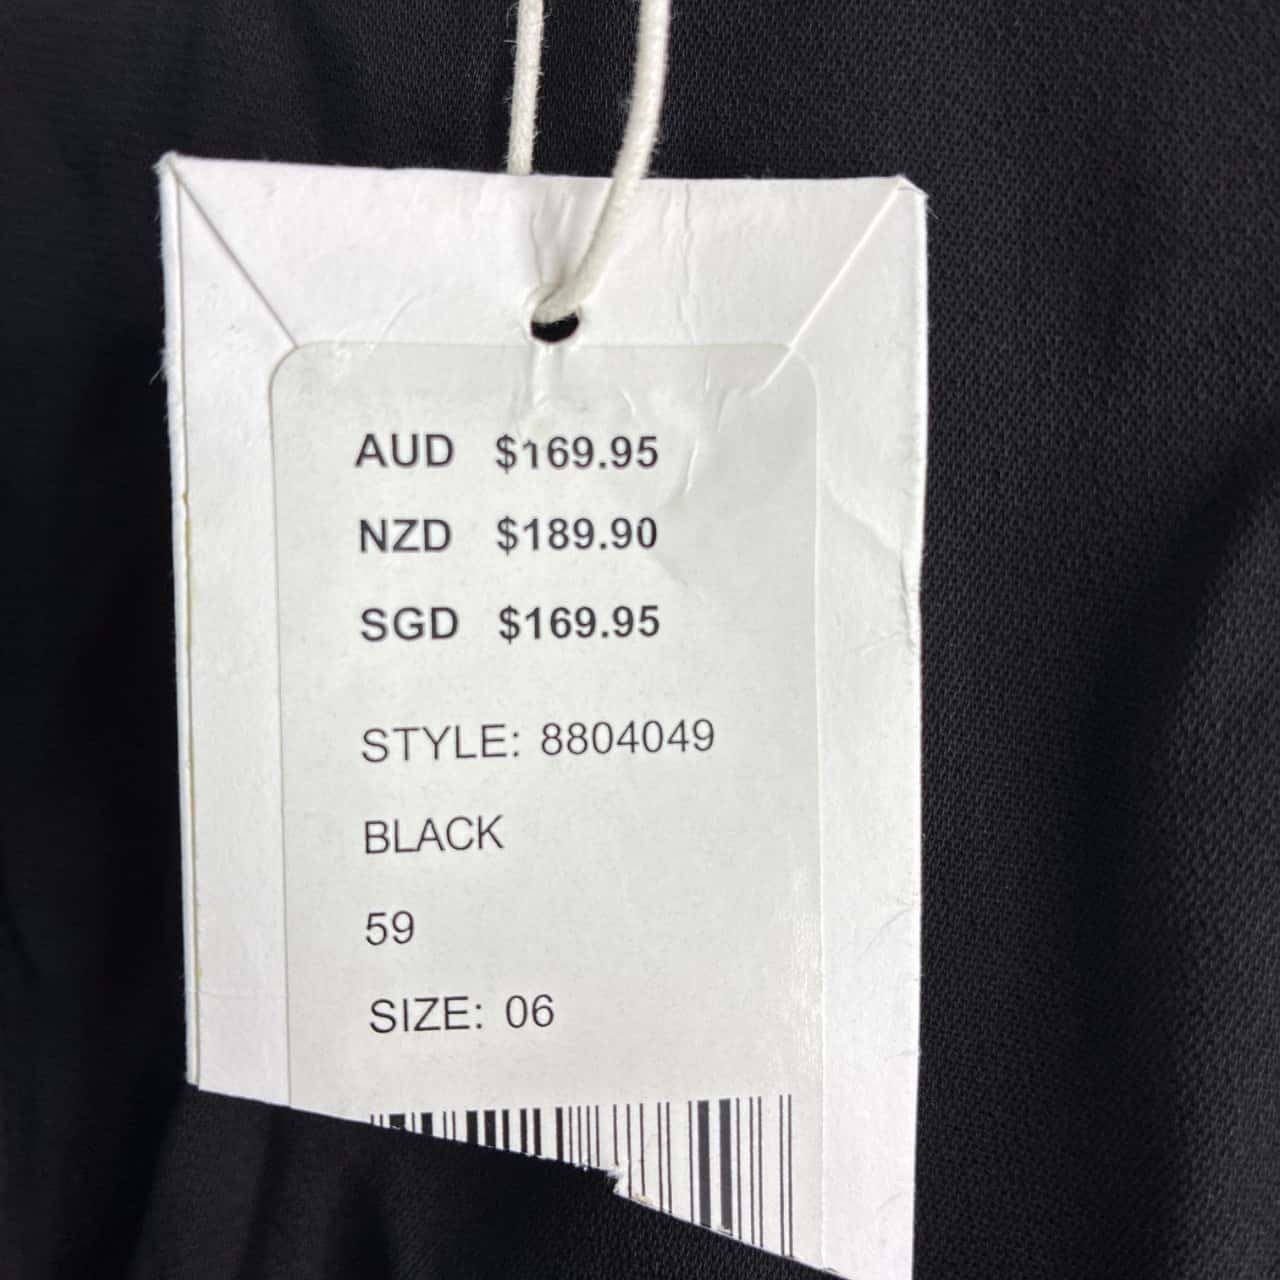 AUD $169.95
NZD $189.90
SGD $169.95
STYLE: 8804049
BLACK
59
SIZE: 06